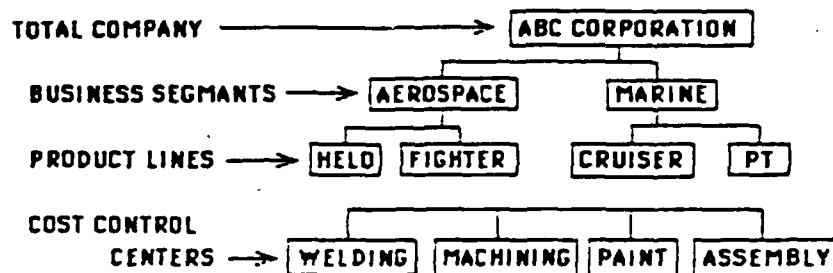 TOTAL COMPANY ABC CORPORATION
BUSINESS SEGMANTS AEROSPACE MARINE
PRODUCT LINES HELO FIGHTER CRUISER PT
COST CONTROL
CENTERS WELDING MACHINING PAINT ASSEMBLY